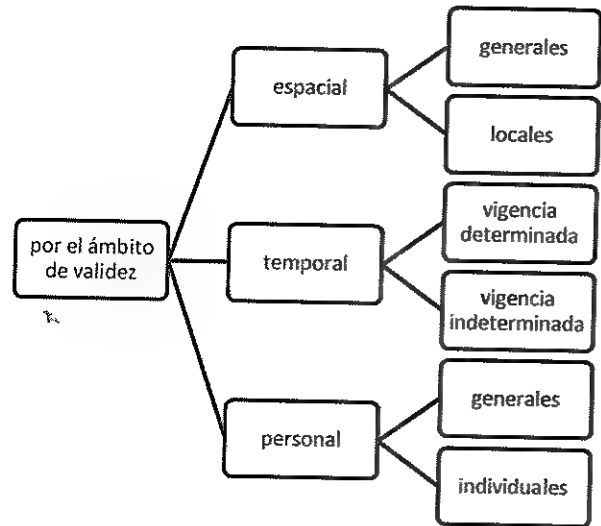 por el ámbito
de validez
espacial
generales
locales
temporal
vigencia
determinada
vigencia
indeterminada
personal
generales
individuales